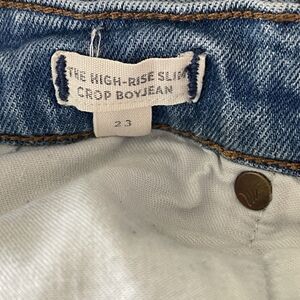 THE HIGH-RISE SLIM
CROP BOYJEAN
23